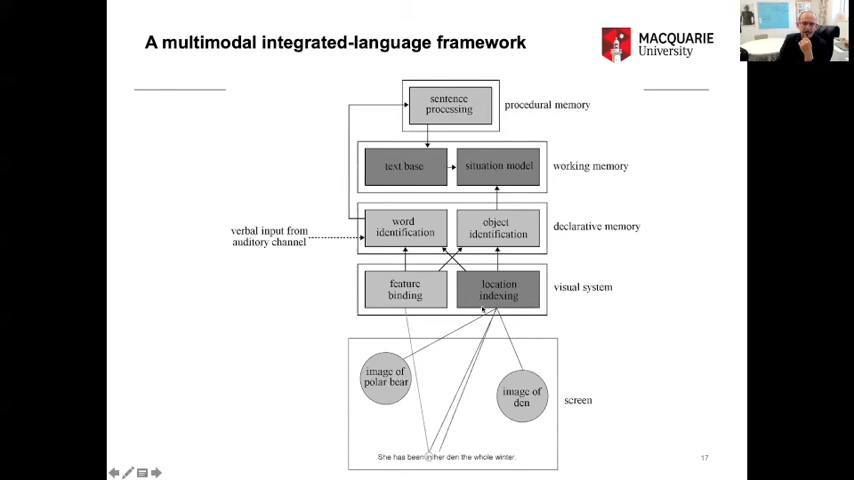 A multimodal integrated-language framework
MACQUARIE
University
sentence
processing
procedural memory
text base
situation model
working memory
word
identification
object
identification
declarative memory
verbal input from
auditory channel
feature
binding
location
indexing
visual system
image of
polar bear
image of
den
screen
She has been in her den the whole winter.
17